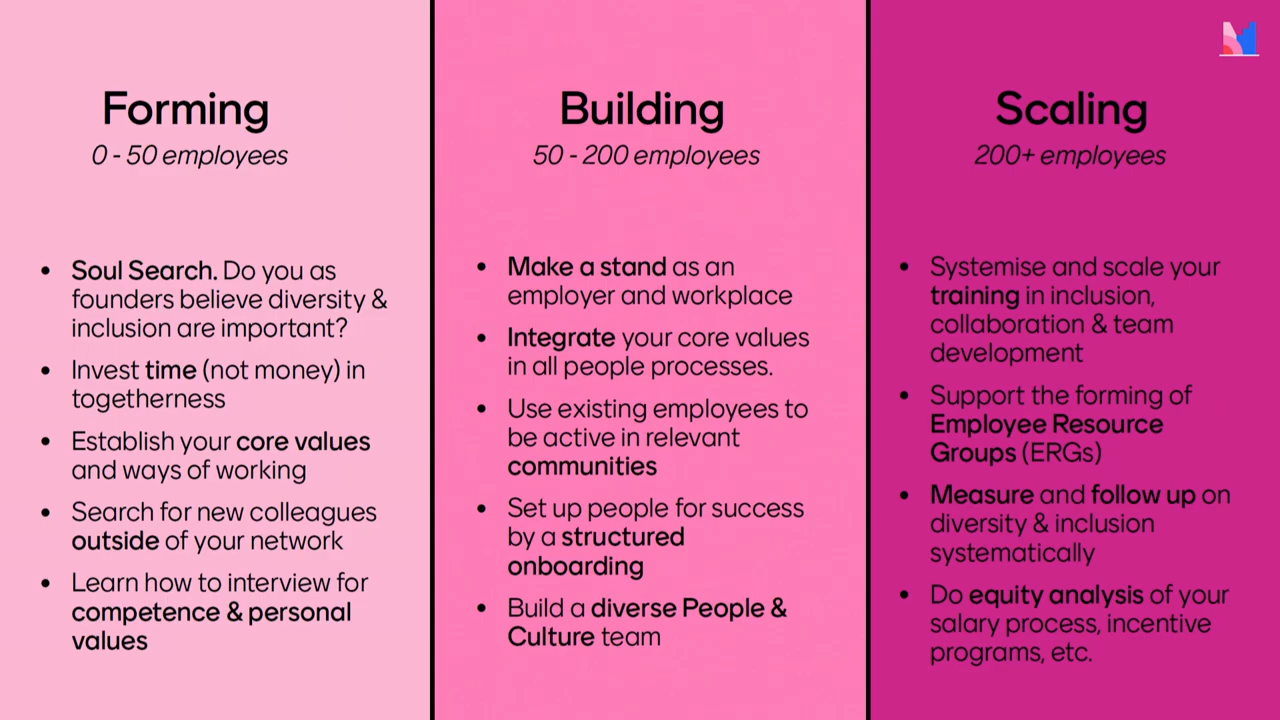 Forming
0 - 50 employees
• Soul Search. Do you as
founders believe diversity &
inclusion are important?
• Invest time (not money) in
togetherness
• Establish your core values
and ways of working
• Search for new colleagues
outside of your network
• Learn how to interview for
competence & personal
values
Building
50 - 200 employees
• Make a stand as an
employer and workplace
• Integrate your core values
in all people processes.
• Use existing employees to
be active in relevant
communities
• Set up people for success
by a structured
onboarding
• Build a diverse People &
Culture team
Scaling
200+ employees
• Systemise and scale your
training in inclusion,
collaboration & team
development
• Support the forming of
Employee Resource
Groups (ERGs)
• Measure and follow up on
diversity & inclusion
systematically
• Do equity analysis of your
salary process, incentive
programs, etc.